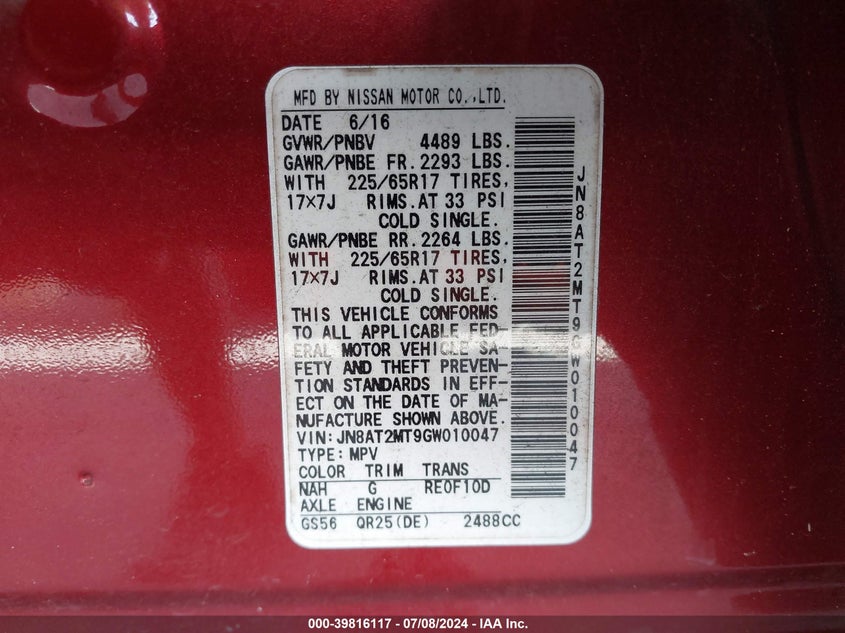 MFD BY NISSAN MOTOR CO.,LTD.
DATE 6/16
GVWR/PNBV 4489 LBS.
GAWR/PNBE FR. 2293 LBS.
WITH 225/65R17 TIRES,
17×7J RIMS.AT 33 PSI
COLD SINGLE.
GAWR/PNBE RR. 2264 LBS.
WITH 225/65R17 TIRES,
17×7J RIMS.AT 33 PSI
COLD SINGLE.
THIS VEHICLE CONFORMS
TO ALL APPLICABLE FED-
ERAL MOTOR VEHICLE SA-
FETY AND THEFT PREVEN-
TION STANDARDS IN EFF-
ECT ON THE DATE OF MA-
NUFACTURE SHOWN ABOVE.
VIN:JN8AT2MT9GW010047
TYPE:MPV
COLOR TRIM TRANS
NAH G RE0F10D
AXLE ENGINE
GS56 QR25(DE) 2488CC
JN8AT2MT9GW010047
000-39816117 - 07/08/2024 - IAA Inc.